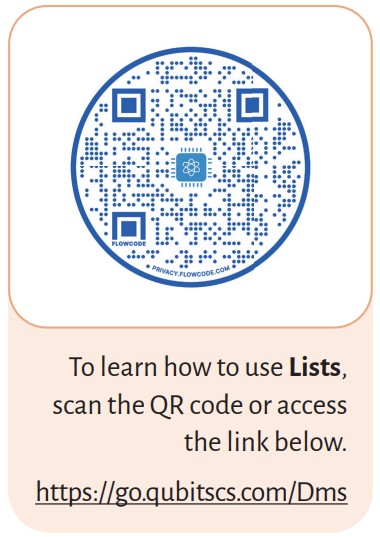 FLOWCODE
PRIVACY.FLOWCODE.COM
To learn how to use Lists,
scan the QR code or access
the link below.
https://go.qubitscs.com/Dms